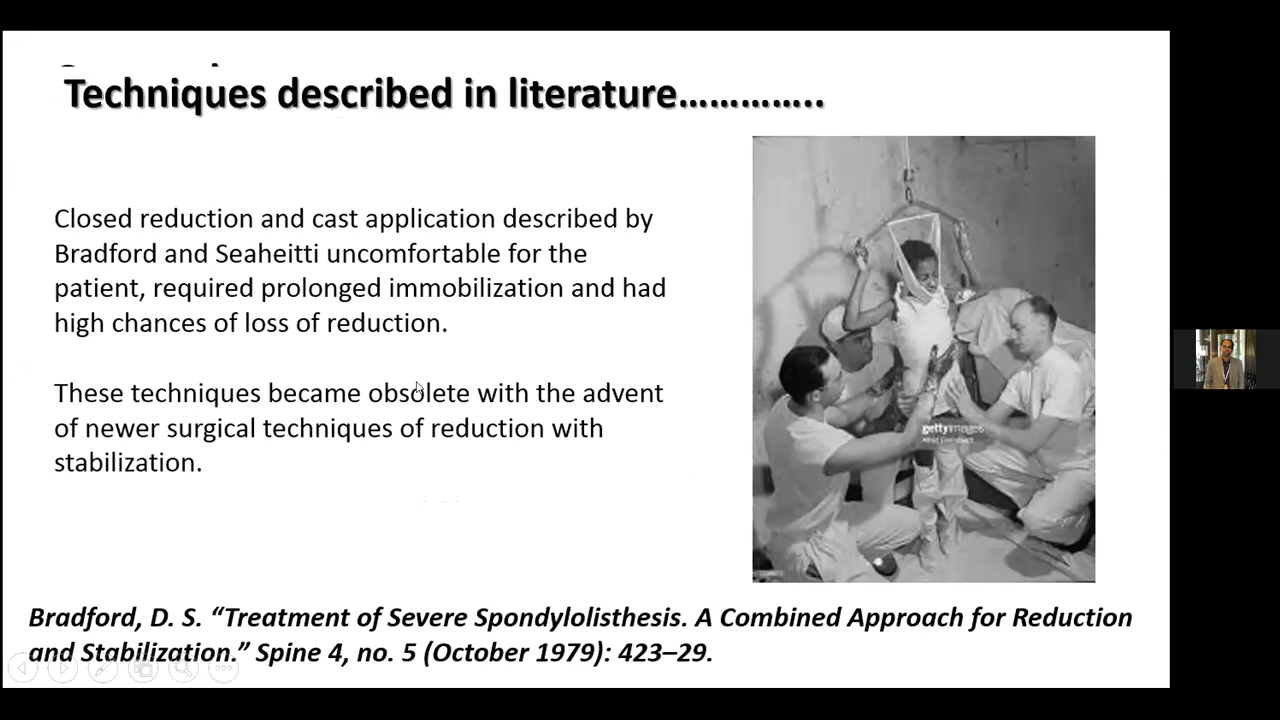 Techniques described in literature…………..
Closed reduction and cast application described by
Bradford and Seaheitti uncomfortable for the
patient, required prolonged immobilization and had
high chances of loss of reduction.
These techniques became obsolete with the advent
of newer surgical techniques of reduction with
stabilization.
gettyimages
Bradford, D. S. “Treatment of Severe Spondylolisthesis. A Combined Approach for Reduction
and Stabilization.” Spine 4, no. 5 (October 1979): 423–29.